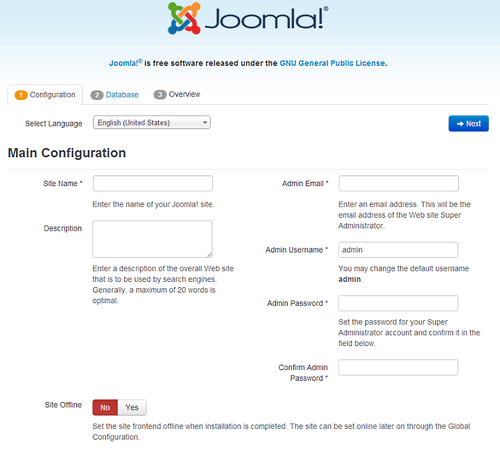 Joomla!®
Joomla!® is free software released under the GNU General Public License.
1 Configuration 2 Database 3 Overview
Select Language English (United States) Next
Main Configuration
Site Name *
Enter the name of your Joomla! site.
Description
Enter a description of the overall Web site
that is to be used by search engines.
Generally, a maximum of 20 words is
optimal.
Admin Email *
Enter an email address. This will be the
email address of the Web site Super
Administrator.
Admin Username * admin
You may change the default username
admin.
Admin Password *
Set the password for your Super
Administrator account and confirm it in the
field below.
Confirm Admin
Password *
Site Offline No Yes
Set the site frontend offline when installation is completed. The site can be set online later on through the Global
Configuration.